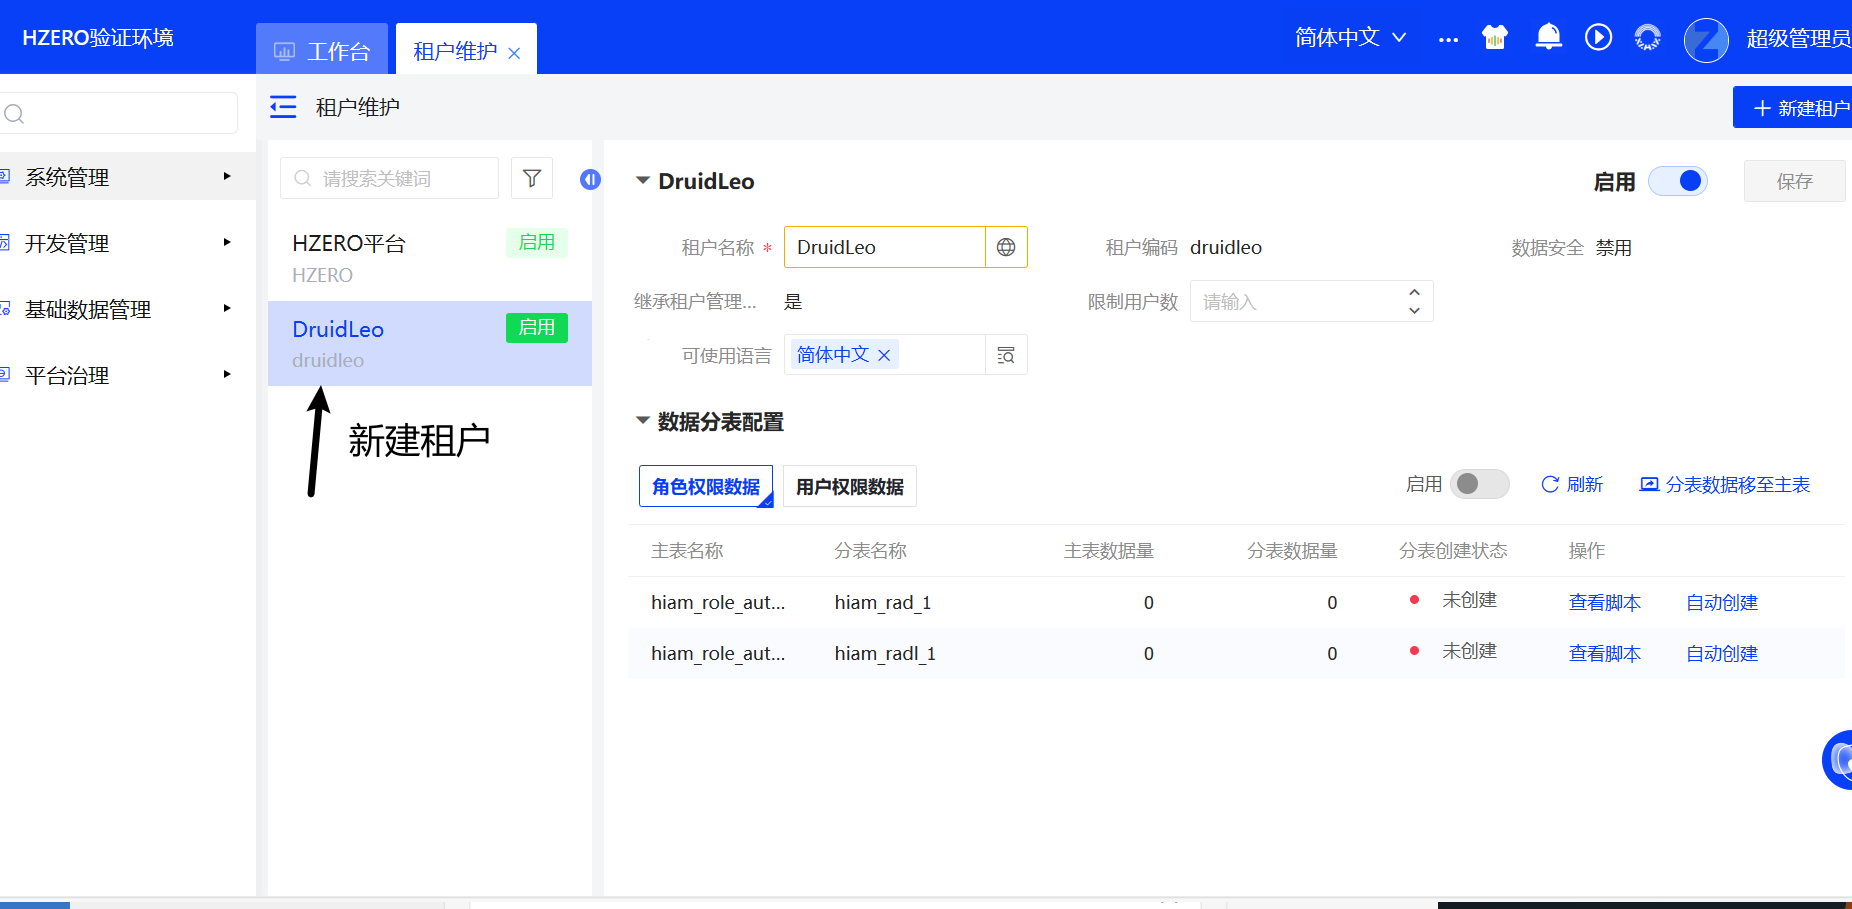 HZERO验证环境
工作台
租户维护
简体中文
超级管理员
租户维护
新建租户
系统管理
开发管理
基础数据管理
平台治理
请搜索关键词
HZERO平台
启用
HZERO
DruidLeo
启用
druidleo
新建租户
DruidLeo
启用
保存
租户名称 *
DruidLeo
租户编码
druidleo
数据安全
禁用
继承租户管理...
是
限制用户数
请输入
可使用语言
简体中文
数据分表配置
角色权限数据
用户权限数据
启用
刷新
分表数据移至主表
主表名称 分表名称 主表数据量 分表数据量 分表创建状态 操作
hiam_role_aut... hiam_rad_1 0 0 未创建 查看脚本 自动创建
hiam_role_aut... hiam_radl_1 0 0 未创建 查看脚本 自动创建